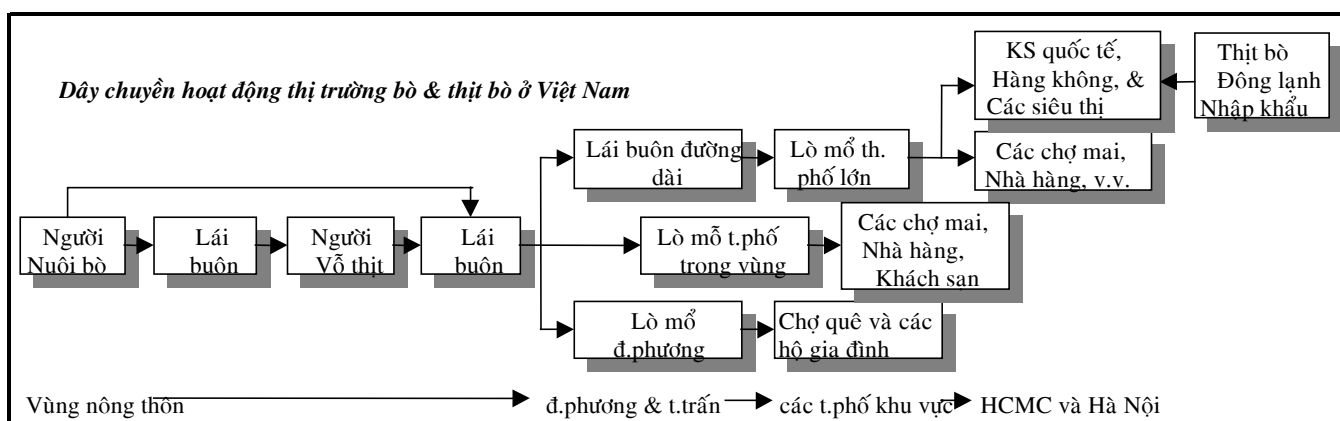 Dây chuyền hoạt động thị trường bò & thịt bò ở Việt Nam
KS quốc tế,
Hàng không, &
Các siêu thị
Thịt bò
Đông lạnh
Nhập khẩu
Lái buôn đường
dài
Lò mổ th.
phố lớn
Các chợ mai,
Nhà hàng, v.v.
Người
Nuôi bò
Lái
buôn
Người
Vỗ thịt
Lái
buôn
Lò mỗ t.phố
trong vùng
Các chợ mai,
Nhà hàng,
Khách sạn
Lò mổ
đ.phương
Chợ quê và các
hộ gia đình
Vùng nông thôn
đ.phương & t.trấn
các t.phố khu vực
HCMC và Hà Nội